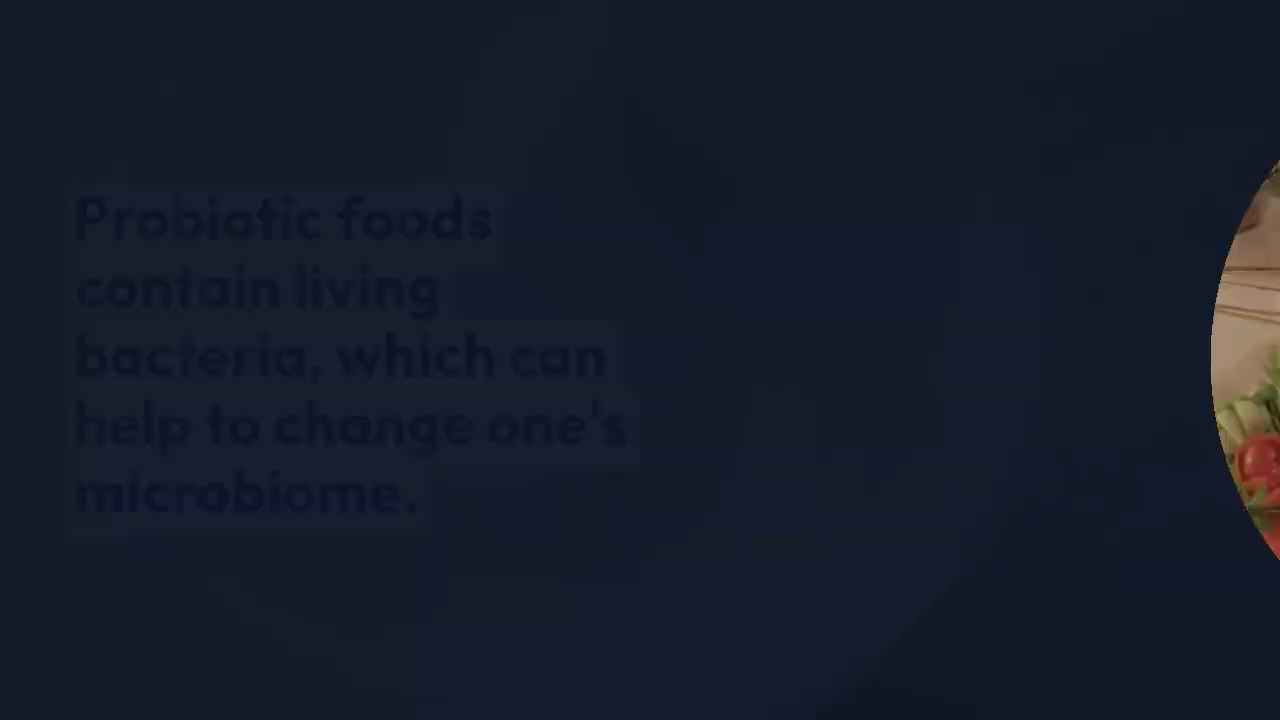 Probiotic foods
contain living
bacteria, which can
help to change one's
microbiome.